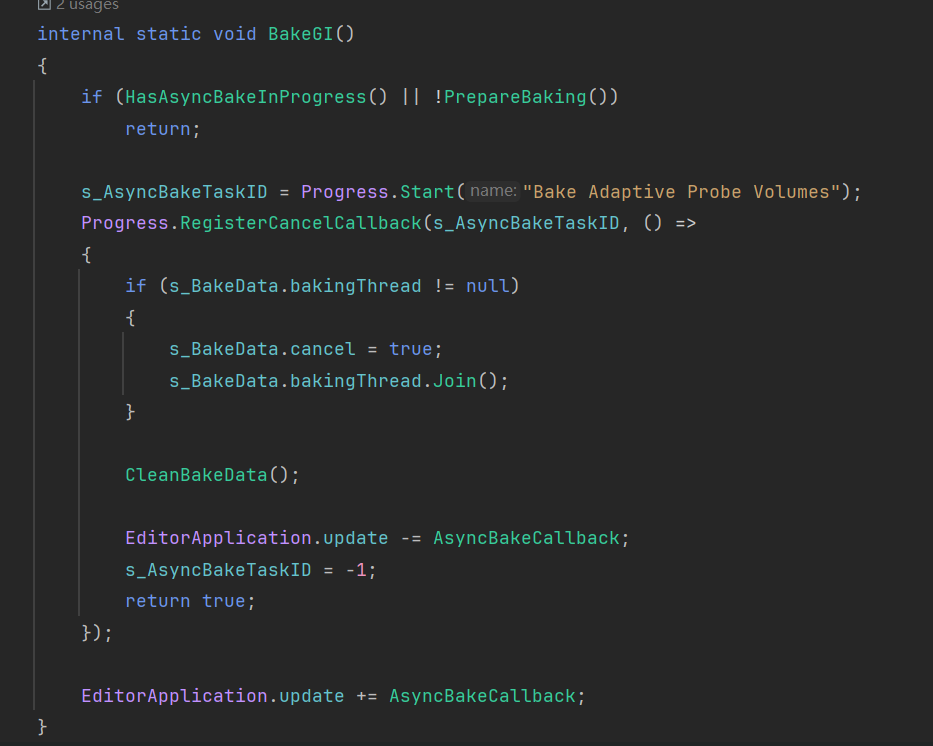 2 usages
internal static void BakeGI()
{
if (HasAsyncBakeInProgress() || !PrepareBaking())
return;
s_AsyncBakeTaskID = Progress.Start( name: "Bake Adaptive Probe Volumes");
Progress.RegisterCancelCallback(s_AsyncBakeTaskID, () =>
{
if (s_BakeData.bakingThread != null)
{
s_BakeData.cancel = true;
s_BakeData.bakingThread.Join();
}
CleanBakeData();
EditorApplication.update -= AsyncBakeCallback;
s_AsyncBakeTaskID = -1;
return true;
});
EditorApplication.update += AsyncBakeCallback;
}